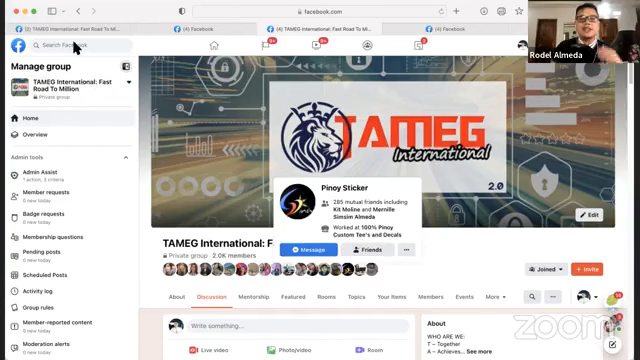 facebook.com
(3) TAMEG International: Fast Road To Mi...
(4) Facebook
(4) TAMEG International: Fast Road To Mi...
(4) Facebook
Rodel Almeda
Search Facebook
Manage group
TAMEG International: Fast
Road To Million
Private group
Home
Overview
Admin tools
Admin Assist
1 action, 3 criteria
Member requests
0 new today
Badge requests
0 new today
Membership questions
Pending posts
0 new today
Scheduled Posts
Activity log
Group rules
Member-reported content
0 new today
Moderation alerts
0 new today
TAMEG
International
2.0
Edit
Pinoy Sticker
285 mutual friends including
Kit Moline and Mernille
Simsim Almeda
Worked at 100% Pinoy
Custom Tee's and Decals
Message
Friends
TAMEG International: F
Private group · 2.0K members
Joined
+ Invite
About
Discussion
Mentorship
Featured
Rooms
Topics
Your Items
Members
Events
More
Write something...
Live video
Photo/video
Room
About
WHO ARE WE:
T – Together
A – Achieves... See more
zoom